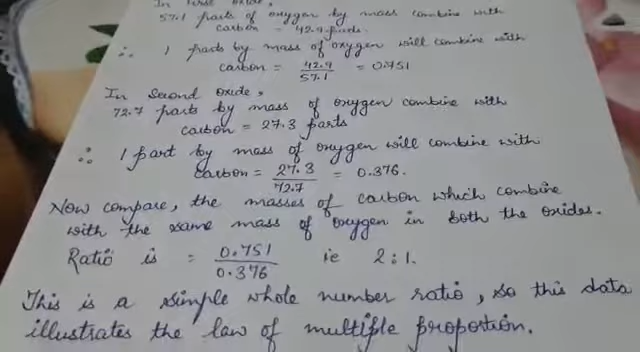 In First oxide,
57.1 parts of oxygen by mass combine with
carbon = 42.9 parts.
∴ 1 parts by mass of oxygen will combine with
carbon = 42.9/57.1 = 0.751
In Second oxide,
72.7 parts by mass of oxygen combine with
carbon = 27.3 parts
∴ 1 part by mass of oxygen will combine with
carbon = 27.3/72.7 = 0.376.
Now compare, the masses of carbon which combine
with the same mass of oxygen in both the oxides.
Ratio is = 0.751/0.376 ie 2:1.
This is a simple whole number ratio, so this data
illustrates the law of multiple proportion.